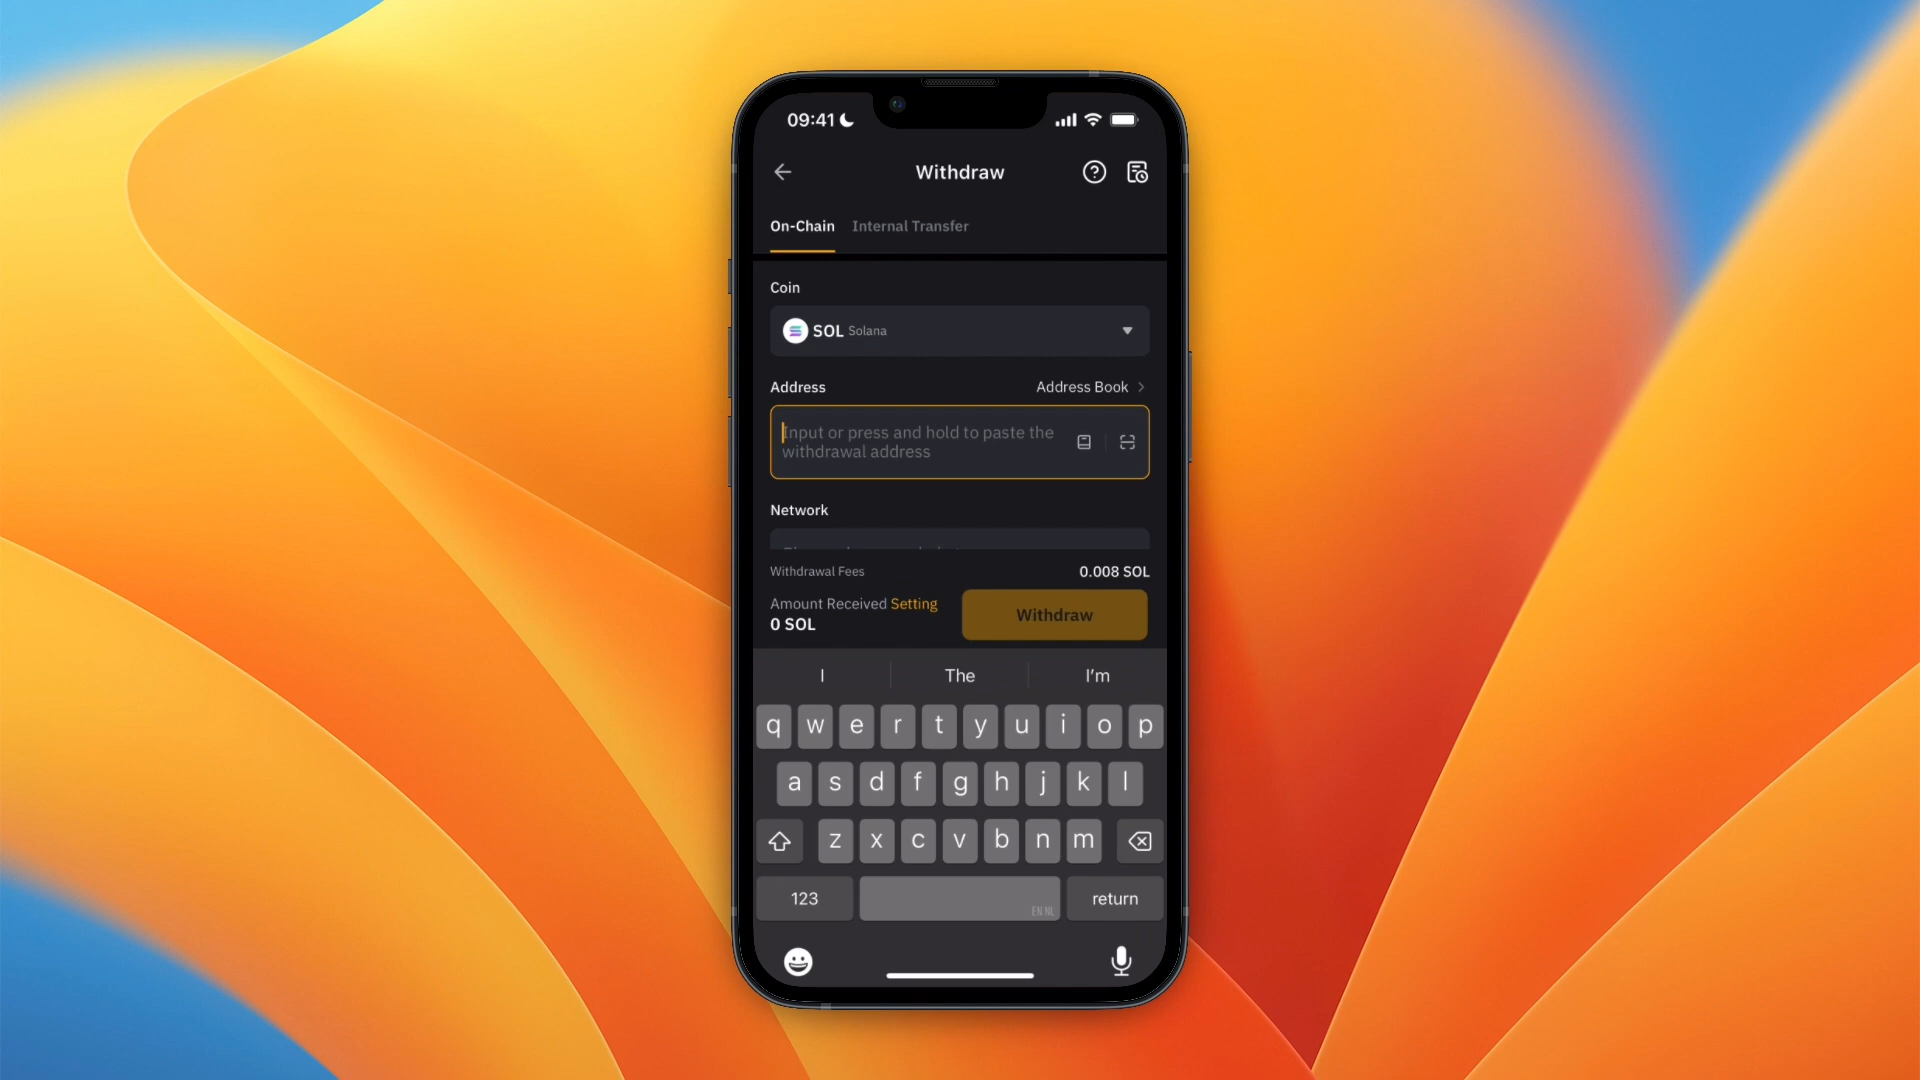 09:41
Withdraw
On-Chain Internal Transfer
Coin
SOL Solana
Address Address Book
Input or press and hold to paste the
withdrawal address
Network
Withdrawal Fees 0.008 SOL
Amount Received Setting
0 SOL
Withdraw
I The I'm
q w e r t y u i o p
a s d f g h j k l
z x c v b n m
123 EN NL return